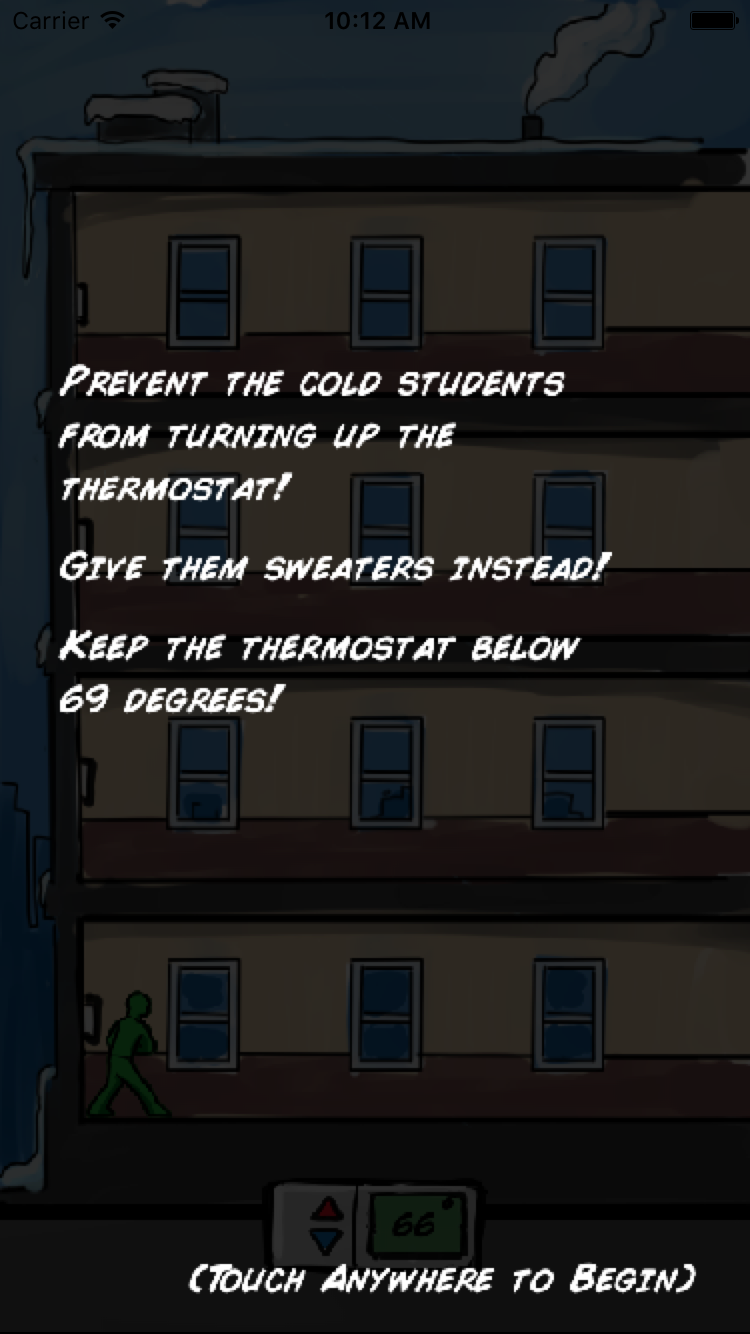 Carrier 10:12 AM
Prevent the cold students
from turning up the
thermostat!
Give them sweaters instead!
Keep the thermostat below
69 degrees!
66°
(Touch Anywhere to Begin)